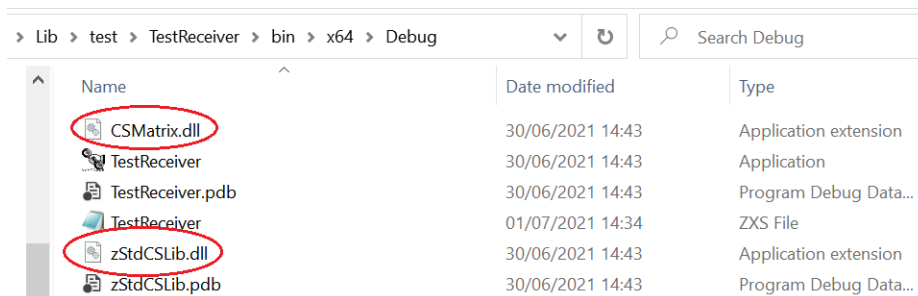 Lib > test > TestReceiver > bin > x64 > Debug Search Debug
Name Date modified Type
CSMatrix.dll 30/06/2021 14:43 Application extension
TestReceiver 30/06/2021 14:43 Application
TestReceiver.pdb 30/06/2021 14:43 Program Debug Data...
TestReceiver 01/07/2021 14:34 ZXS File
zStdCSLib.dll 30/06/2021 14:43 Application extension
zStdCSLib.pdb 30/06/2021 14:43 Program Debug Data...